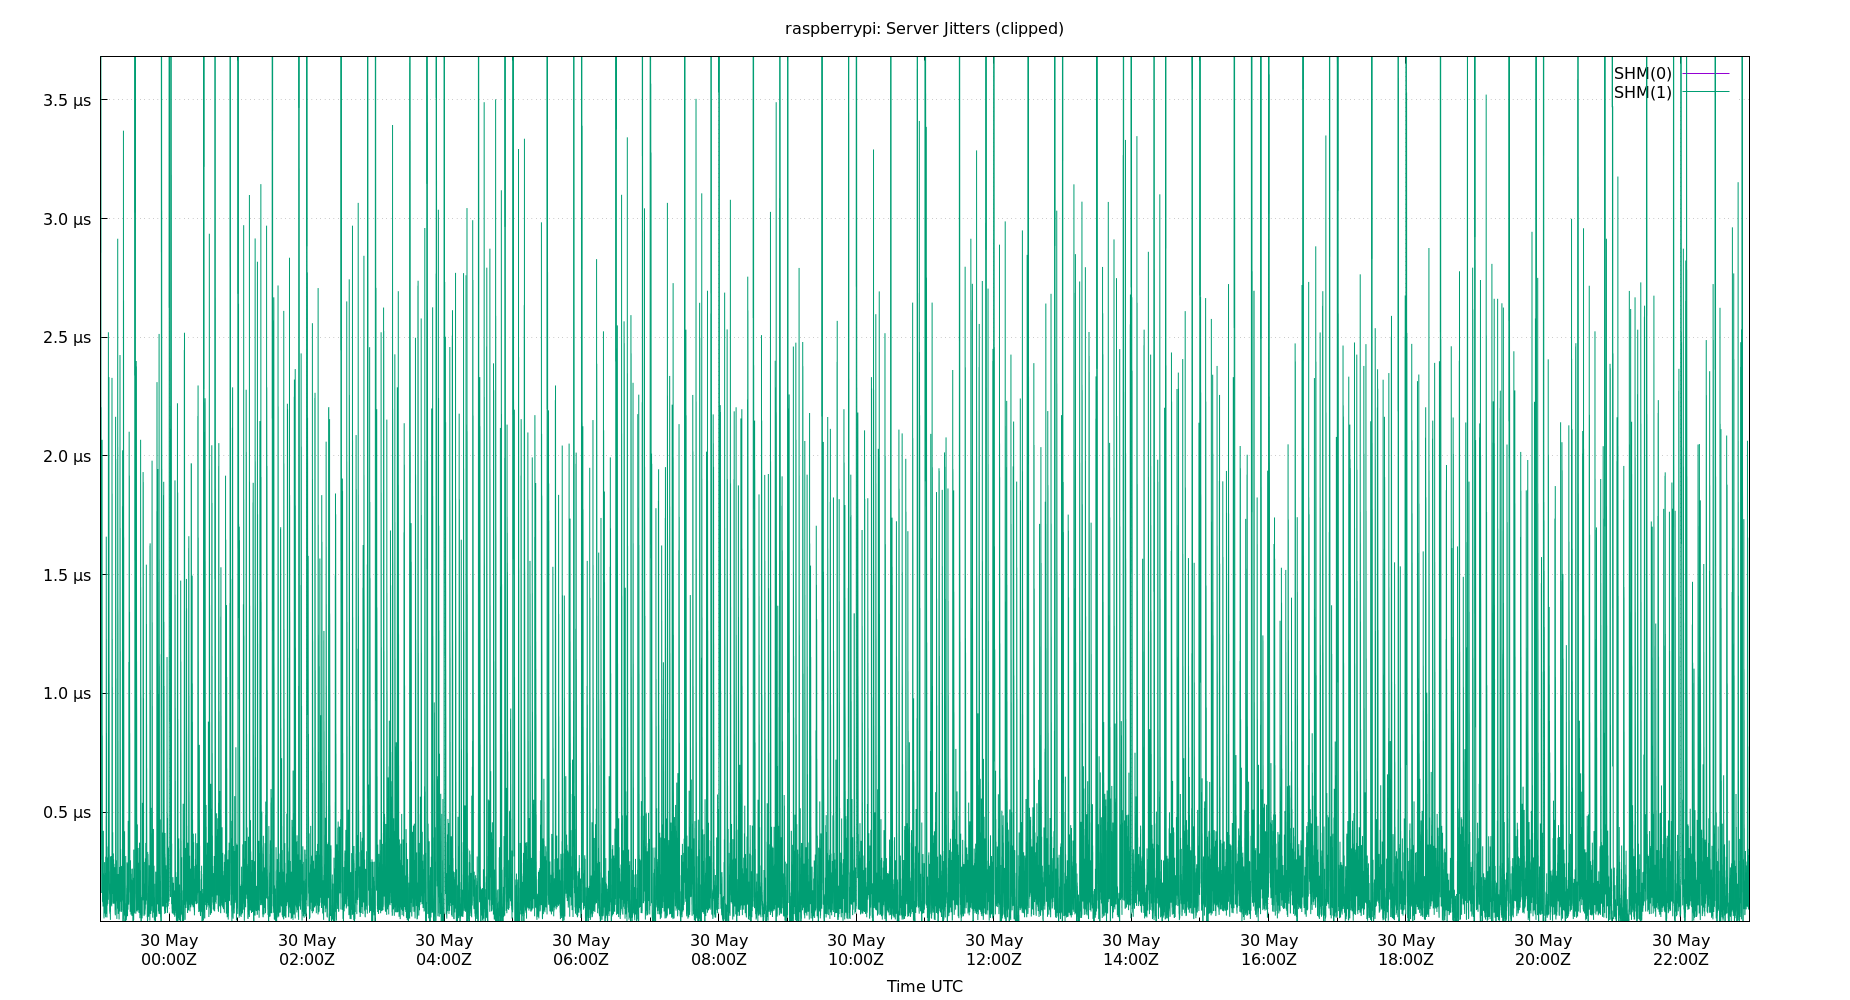 raspberrypi: Server Jitters (clipped)
SHM(0)
SHM(1)
3.5 µs
3.0 µs
2.5 µs
2.0 µs
1.5 µs
1.0 µs
0.5 µs
30 May 30 May 30 May 30 May 30 May 30 May 30 May 30 May 30 May 30 May 30 May 30 May
00:00Z 02:00Z 04:00Z 06:00Z 08:00Z 10:00Z 12:00Z 14:00Z 16:00Z 18:00Z 20:00Z 22:00Z
Time UTC